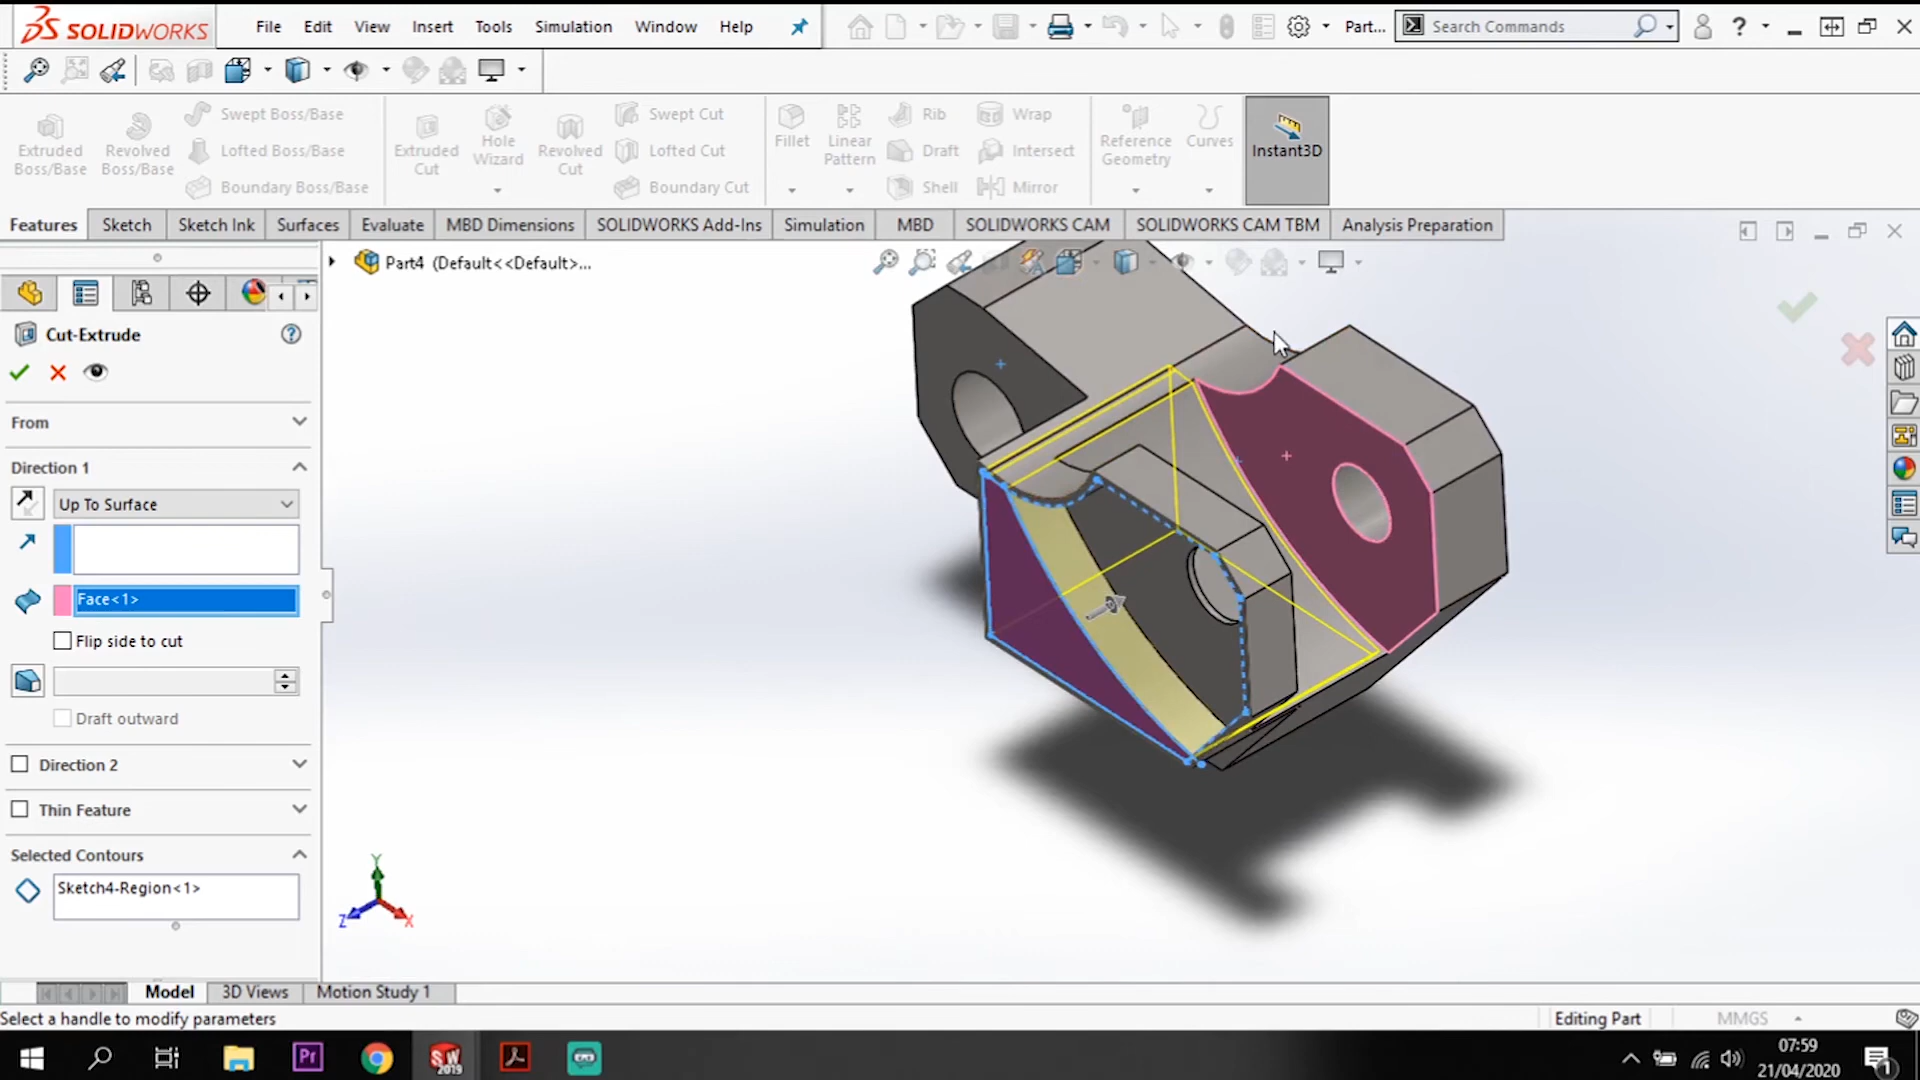 SOLIDWORKS
File Edit View Insert Tools Simulation Window Help
Part... Search Commands ?
Extruded Boss/Base
Revolved Boss/Base
Swept Boss/Base
Lofted Boss/Base
Boundary Boss/Base
Extruded Cut
Hole Wizard
Revolved Cut
Swept Cut
Lofted Cut
Boundary Cut
Fillet
Linear Pattern
Rib
Draft
Shell
Wrap
Intersect
Mirror
Reference Geometry
Curves
Instant3D
Features Sketch Sketch Ink Surfaces Evaluate MBD Dimensions SOLIDWORKS Add-Ins Simulation MBD SOLIDWORKS CAM SOLIDWORKS CAM TBM Analysis Preparation
Part4 (Default<<Default>...
Cut-Extrude ?
From
Direction 1
Up To Surface
Face<1>
Flip side to cut
Draft outward
Direction 2
Thin Feature
Selected Contours
Sketch4-Region<1>
Y
Z X
Model 3D Views Motion Study 1
Select a handle to modify parameters Editing Part MMGS
Pr SW 2019 07:59
21/04/2020 1